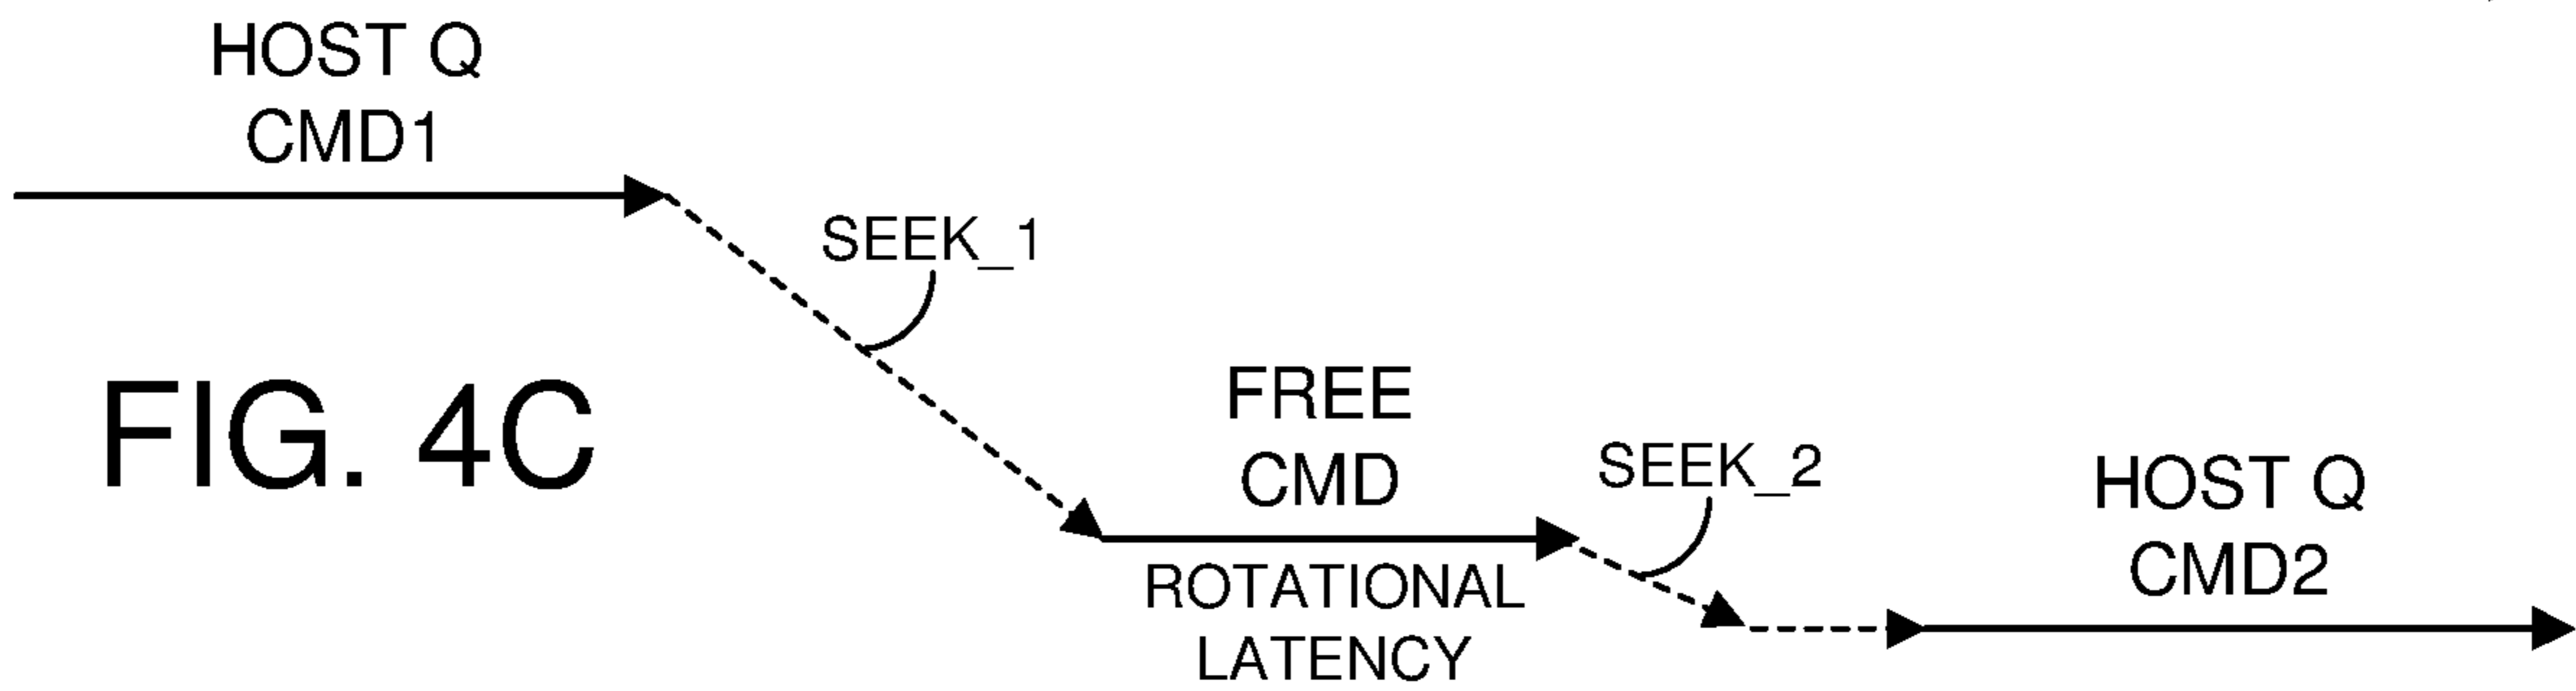 HOST Q
CMD1
SEEK_1
FIG. 4C
FREE
CMD
ROTATIONAL
LATENCY
SEEK_2
HOST Q
CMD2